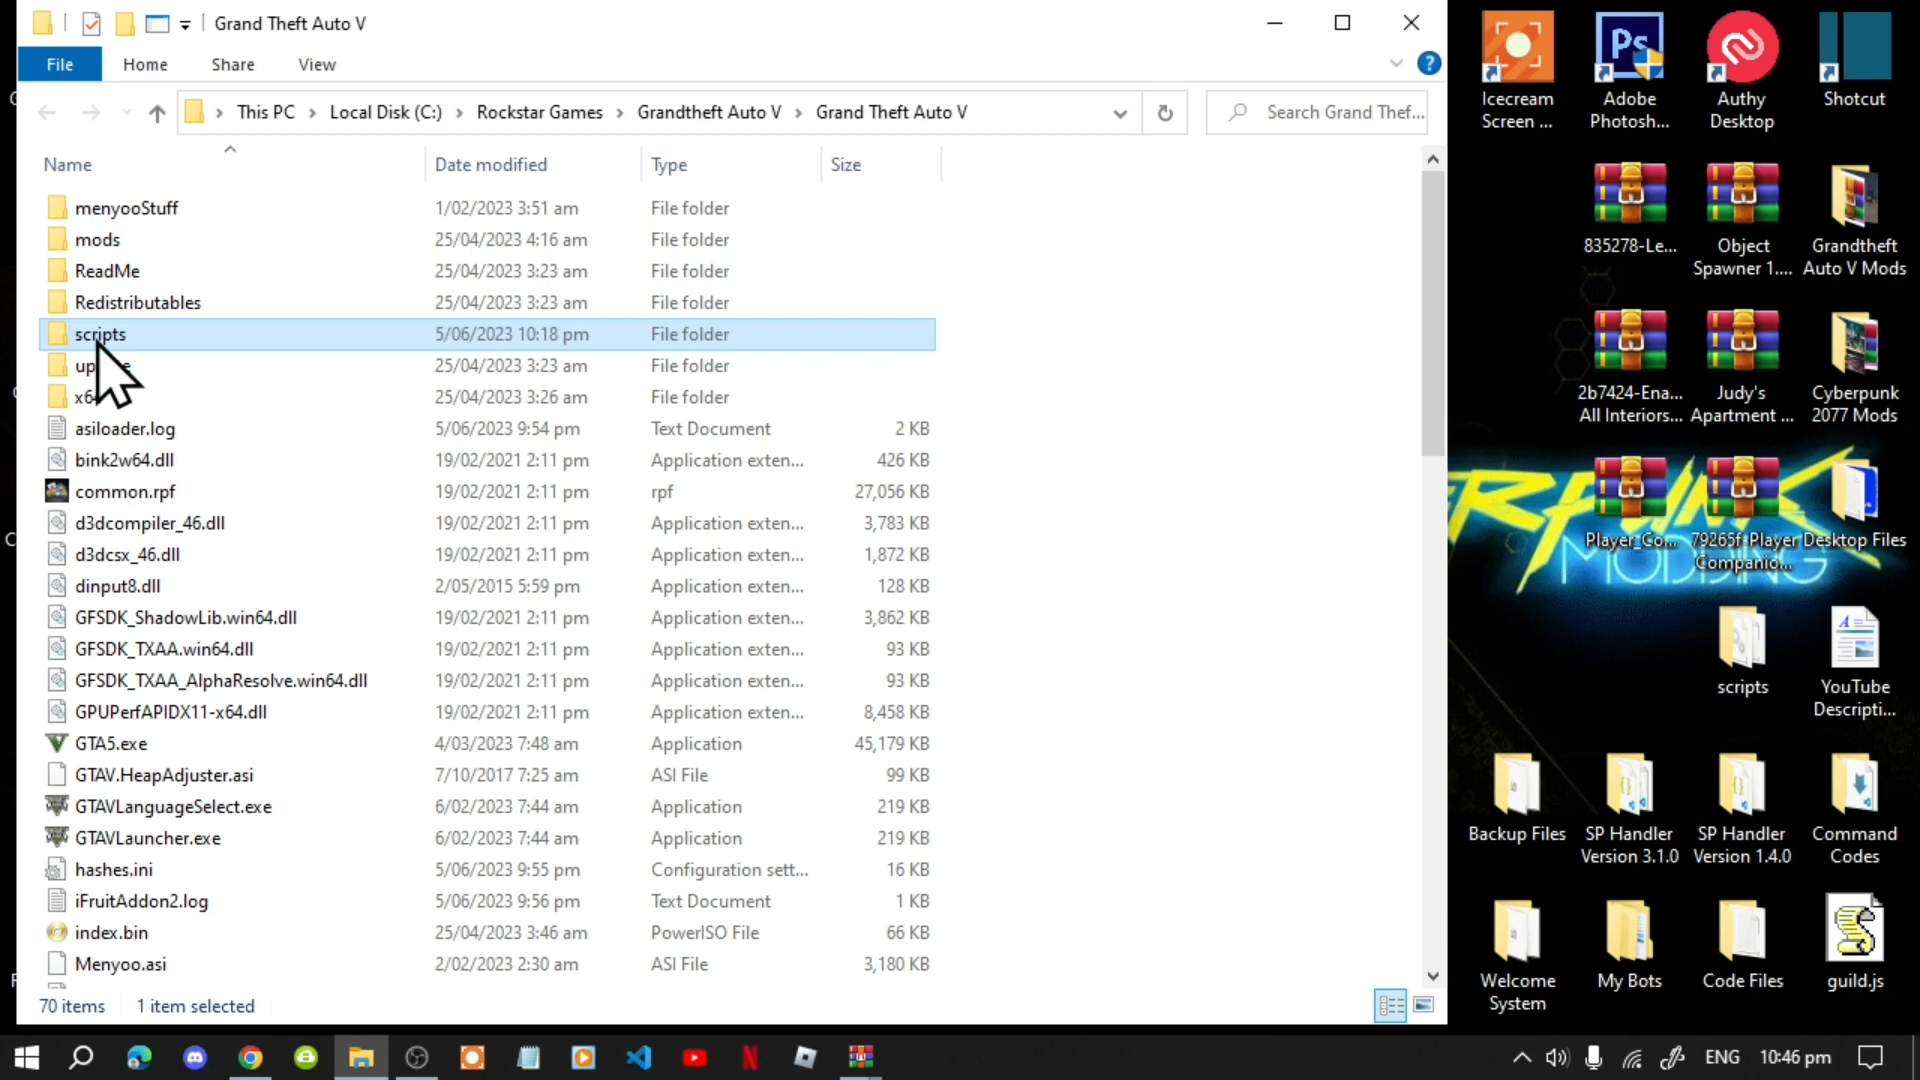 Grand Theft Auto V
File Home Share View
This PC Local Disk (C:) Rockstar Games Grandtheft Auto V Grand Theft Auto V
Search Grand Thef...
Name Date modified Type Size
menyooStuff 1/02/2023 3:51 am File folder
mods 25/04/2023 4:16 am File folder
ReadMe 25/04/2023 3:23 am File folder
Redistributables 25/04/2023 3:23 am File folder
scripts 5/06/2023 10:18 pm File folder
25/04/2023 3:23 am File folder
25/04/2023 3:26 am File folder
asiloader.log 5/06/2023 9:54 pm Text Document 2 KB
bink2w64.dll 19/02/2021 2:11 pm Application exten... 426 KB
common.rpf 19/02/2021 2:11 pm rpf 27,056 KB
d3dcompiler_46.dll 19/02/2021 2:11 pm Application exten... 3,783 KB
d3dcsx_46.dll 19/02/2021 2:11 pm Application exten... 1,872 KB
dinput8.dll 2/05/2015 5:59 pm Application exten... 128 KB
GFSDK_ShadowLib.win64.dll 19/02/2021 2:11 pm Application exten... 3,862 KB
GFSDK_TXAA.win64.dll 19/02/2021 2:11 pm Application exten... 93 KB
GFSDK_TXAA_AlphaResolve.win64.dll 19/02/2021 2:11 pm Application exten... 93 KB
GPUPerfAPIDX11-x64.dll 19/02/2021 2:11 pm Application exten... 8,458 KB
GTA5.exe 4/03/2023 7:48 am Application 45,179 KB
GTAV.HeapAdjuster.asi 7/10/2017 7:25 am ASI File 99 KB
GTAVLanguageSelect.exe 6/02/2023 7:44 am Application 219 KB
GTAVLauncher.exe 6/02/2023 7:44 am Application 219 KB
hashes.ini 5/06/2023 9:55 pm Configuration sett... 16 KB
iFruitAddon2.log 5/06/2023 9:56 pm Text Document 1 KB
index.bin 25/04/2023 3:46 am PowerISO File 66 KB
Menyoo.asi 2/02/2023 2:30 am ASI File 3,180 KB
70 items 1 item selected
Ps
Icecream Adobe Authy Shotcut
Screen ... Photosh... Desktop
835278-Le... Object Grandtheft
Spawner 1.... Auto V Mods
2b7424-Ena... Judy's Cyberpunk
All Interiors... Apartment ... 2077 Mods
Player_Co... 79265f-Player Desktop Files
Companio...
MODDING
scripts YouTube
Descripti...
Backup Files SP Handler SP Handler Command
Version 3.1.0 Version 1.4.0 Codes
Welcome My Bots Code Files guild.js
System
ENG 10:46 pm